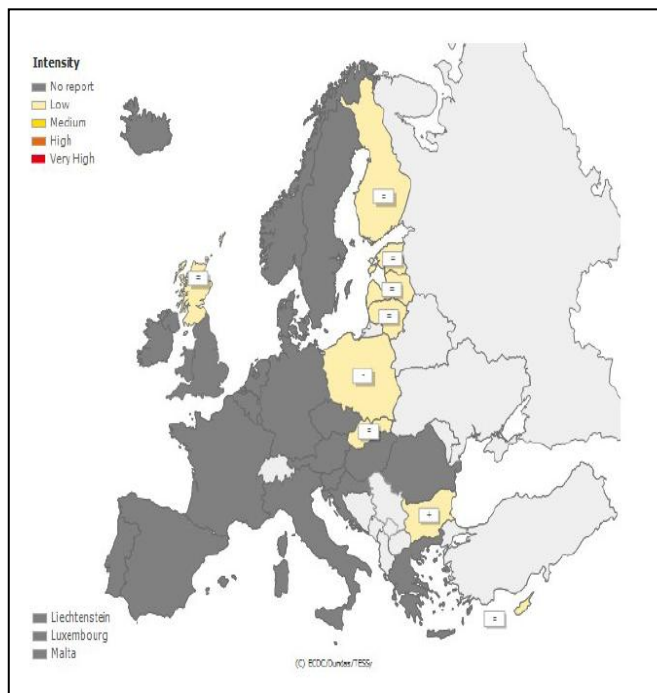 Intensity
No report
Low
Medium
High
Very High
=
=
=
=
=
-
=
+
=
Liechtenstein
Luxembourg
Malta
(C) ECDC/Dundas/TESSy